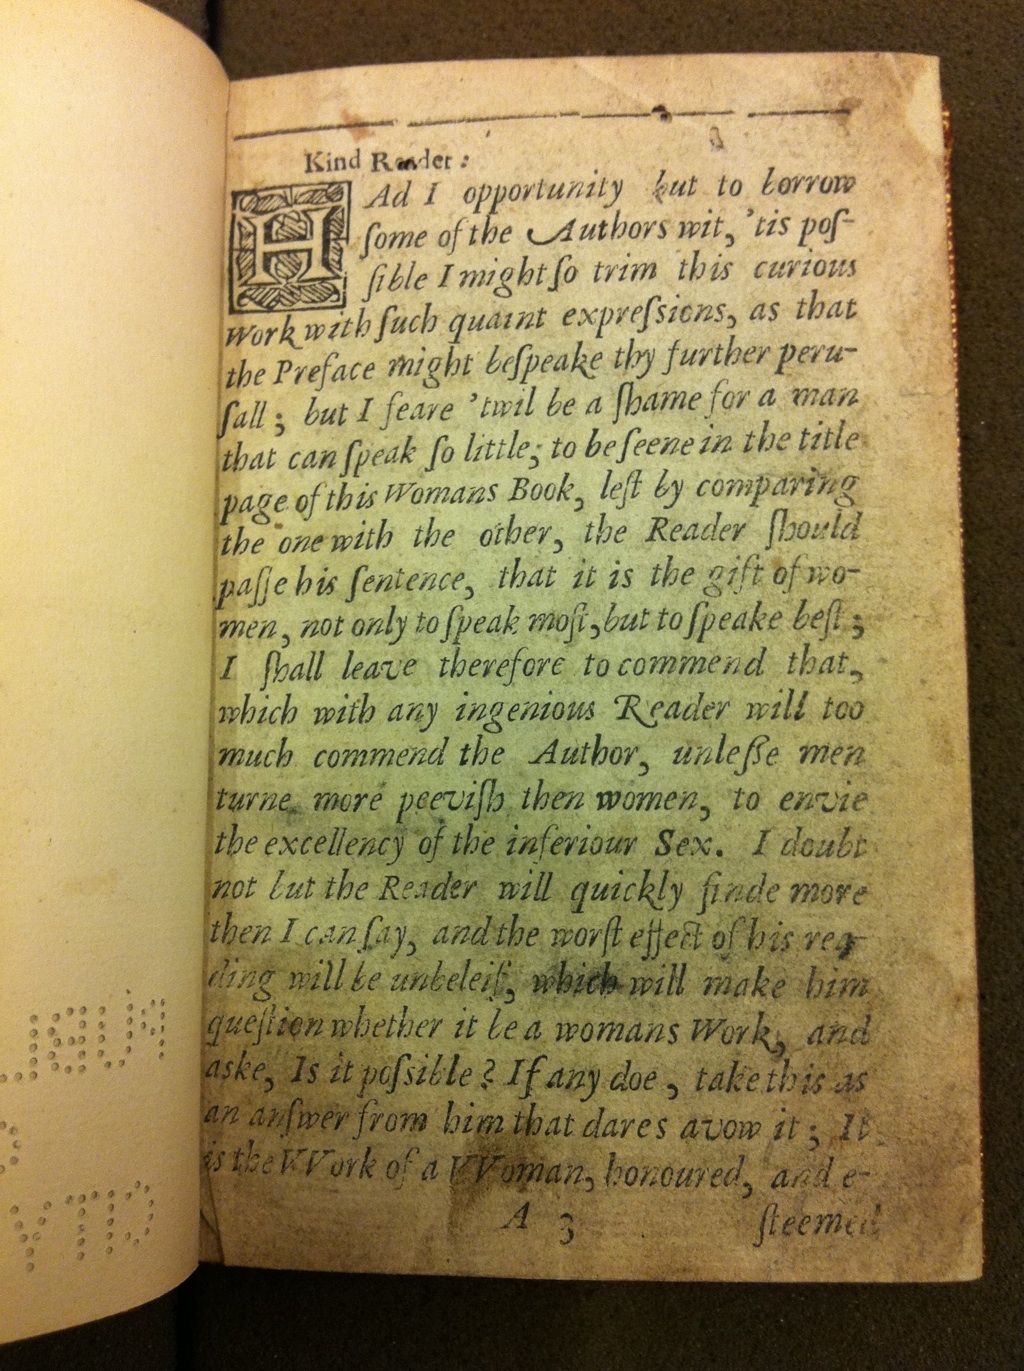 Kind Reader:
HAd I opportunity but to borrow
ſome of the Authors wit, 'tis poſ-
ſible I might ſo trim this curious
Work with ſuch quaint expreſsions, as that
the Preface might beſpeake thy further peru-
ſall; but I feare 'twil be a ſhame for a man
that can ſpeak ſo little; to be ſeene in the title
page of this Womans Book, leſt by comparing
the one with the other, the Reader ſhould
paſſe his ſentence, that it is the gift of wo-
men, not only to ſpeak moſt, but to ſpeake beſt;
I ſhall leave therefore to commend that,
which with any ingenious Reader will too
much commend the Author, unleſſe men
turne more peeviſh then women, to envie
the excellency of the inferiour Sex. I doubt
not but the Reader will quickly finde more
then I can ſay, and the worſt effect of his rea-
ding will be unbeleif, which will make him
queſtion whether it be a womans Work, and
aske, Is it poſsible? If any doe, take this as
an anſwer from him that dares avow it; It
is the VVork of a VVoman, honoured, and e-
A 3 ſteemed